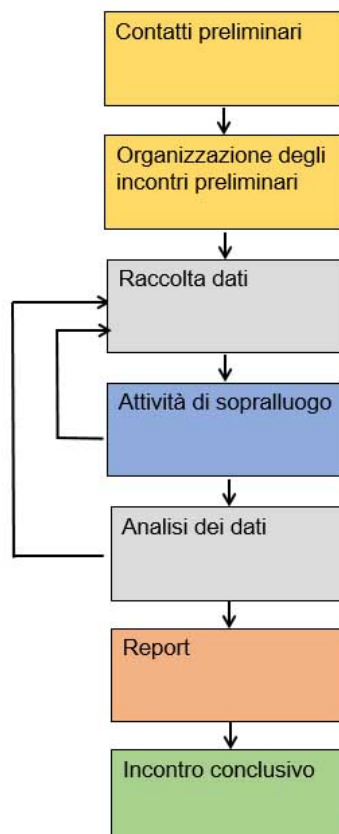 Contatti preliminari
Organizzazione degli
incontri preliminari
Raccolta dati
Attività di sopralluogo
Analisi dei dati
Report
Incontro conclusivo